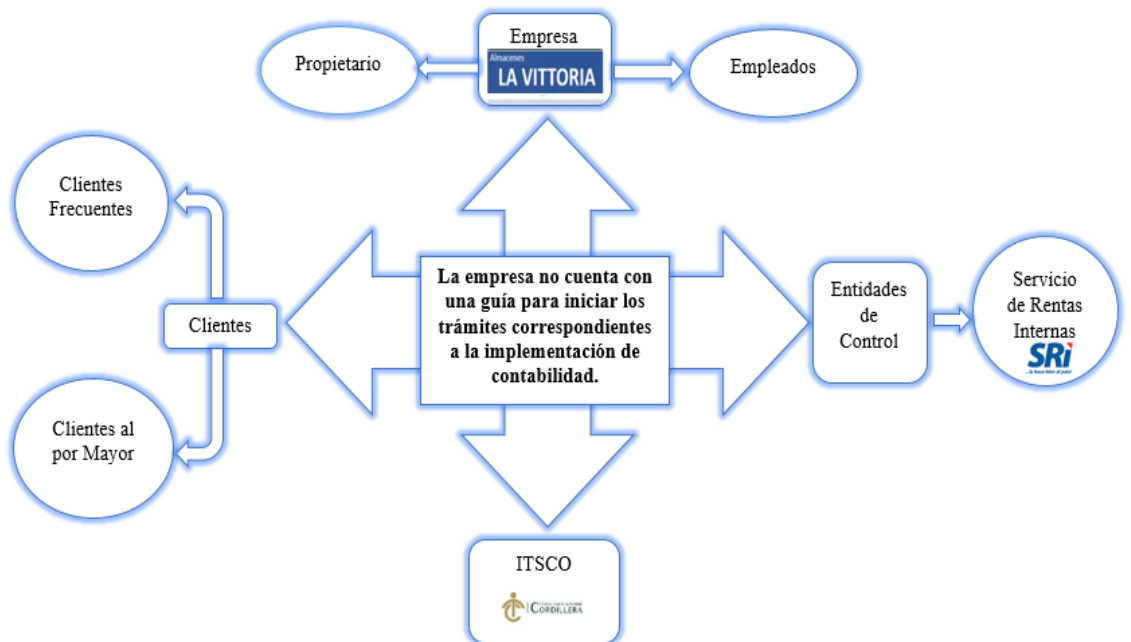 Empresa
Almacenes
LA VITTORIA
Propietario
Empleados
Clientes
Frecuentes
Clientes
Clientes al
por Mayor
La empresa no cuenta con
una guía para iniciar los
trámites correspondientes
a la implementación de
contabilidad.
Entidades
de
Control
Servicio
de Rentas
Internas
SRi
ITSCO
CORDILLERA